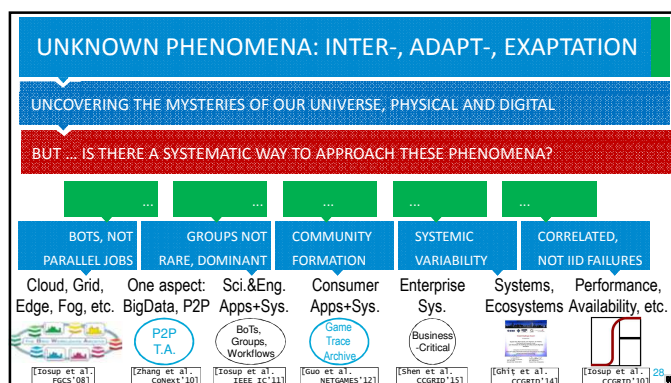 UNKNOWN PHENOMENA: INTER-, ADAPT-, EXAPTATION
UNCOVERING THE MYSTERIES OF OUR UNIVERSE, PHYSICAL AND DIGITAL
BUT ... IS THERE A SYSTEMATIC WAY TO APPROACH THESE PHENOMENA?
... ... ... ... ...
BOTS, NOT
PARALLEL JOBS
GROUPS NOT
RARE, DOMINANT
COMMUNITY
FORMATION
SYSTEMIC
VARIABILITY
CORRELATED,
NOT IID FAILURES
Cloud, Grid,
Edge, Fog, etc.
One aspect:
BigData, P2P
Sci.&Eng.
Apps+Sys.
Consumer
Apps+Sys.
Enterprise
Sys.
Systems,
Ecosystems
Performance,
Availability, etc.
P2P
T.A.
BoTs,
Groups,
Workflows
Game
Trace
Archive
Business
-Critical
[Iosup et al.
FGCS'08]
[Zhang et al.
CoNext'10]
[Iosup et al.
IEEE IC'11]
[Guo et al.
NETGAMES'12]
[Shen et al.
CCGRID'15]
[Ghiț et al.
CCGRID'14]
[Iosup et al.
CCGRID'10]
28